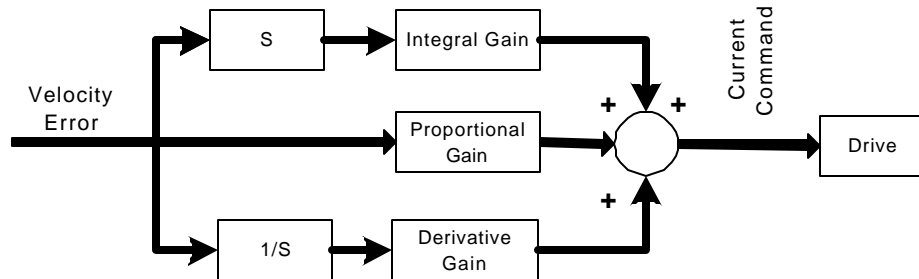 S
Integral Gain
Velocity
Error
Proportional
Gain
+
+
+
Current
Command
Drive
1/S
Derivative
Gain